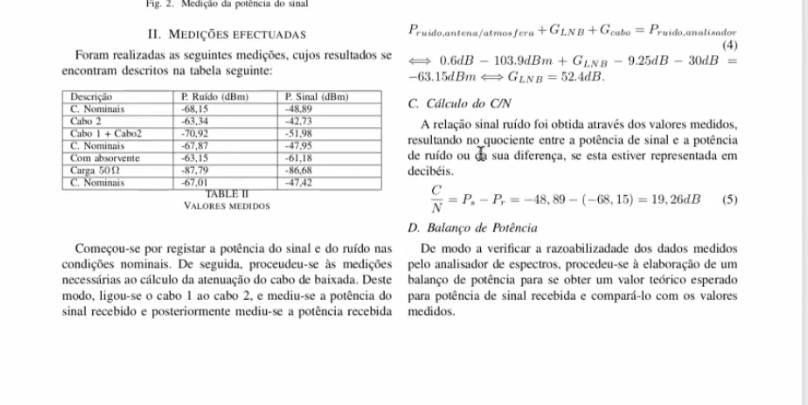 Fig. 2. Medição da potência do sinal
II. MEDIÇÕES EFECTUADAS
Foram realizadas as seguintes medições, cujos resultados se
encontram descritos na tabela seguinte:
Descrição P. Ruído (dBm) P. Sinal (dBm)
C. Nominais -68,15 -48,89
Cabo 2 -63,34 -42,73
Cabo 1 + Cabo2 -70,92 -51,98
C. Nominais -67,87 -47,95
Com absorvente -63,15 -61,18
Carga 50Ω -87,79 -86,68
C. Nominais -67,01 -47,42
TABLE II
VALORES MEDIDOS
Começou-se por registar a potência do sinal e do ruído nas
condições nominais. De seguida, proceudeu-se às medições
necessárias ao cálculo da atenuação do cabo de baixada. Deste
modo, ligou-se o cabo 1 ao cabo 2, e mediu-se a potência do
sinal recebido e posteriormente mediu-se a potência recebida
P_{ruido,antena/atmosfera} + G_{LNB} + G_{cabo} = P_{ruido,analisador}
(4)
⟺ 0.6dB − 103.9dBm + G_{LNB} − 9.25dB − 30dB =
−63.15dBm ⟺ G_{LNB} = 52.4dB.
C. Cálculo do C/N
A relação sinal ruído foi obtida através dos valores medidos,
resultando no quociente entre a potência de sinal e a potência
de ruído ou da sua diferença, se esta estiver representada em
decibéis.
C/N = P_s − P_r = −48,89 − (−68,15) = 19,26dB (5)
D. Balanço de Potência
De modo a verificar a razoabilizadade dos dados medidos
pelo analisador de espectros, procedeu-se à elaboração de um
balanço de potência para se obter um valor teórico esperado
para potência de sinal recebida e compará-lo com os valores
medidos.